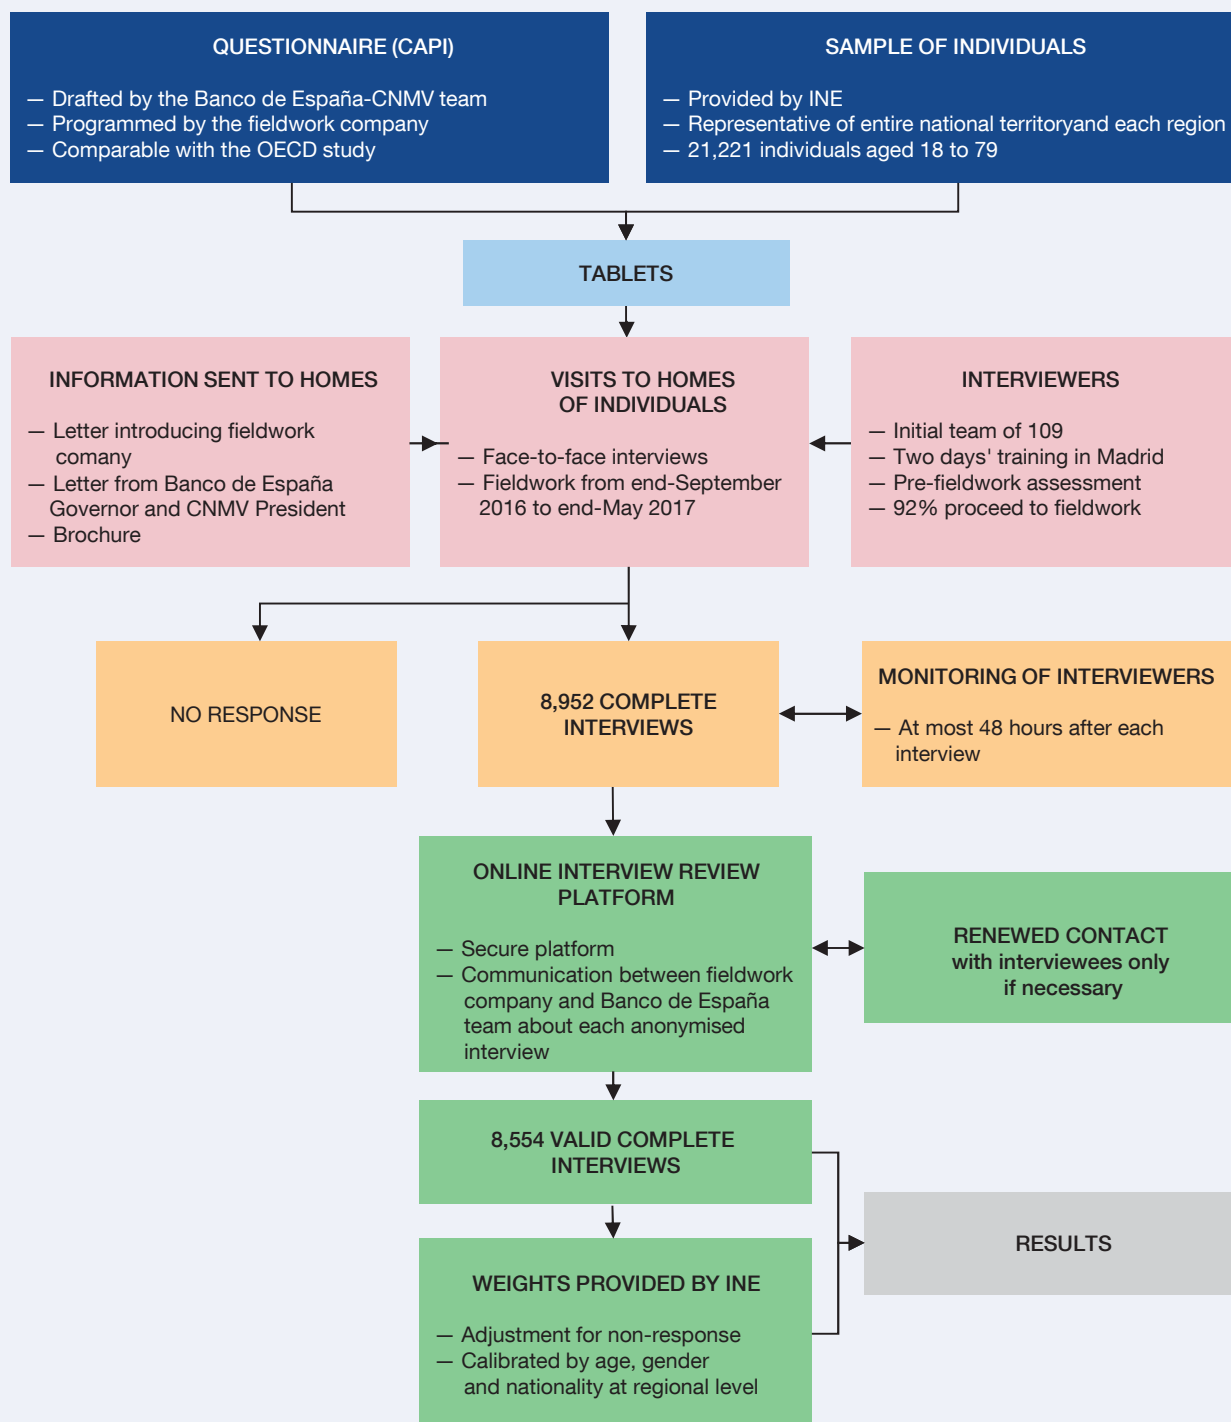 QUESTIONNAIRE (CAPI)
— Drafted by the Banco de España-CNMV team
— Programmed by the fieldwork company
— Comparable with the OECD study
SAMPLE OF INDIVIDUALS
— Provided by INE
— Representative of entire national territoryand each region
— 21,221 individuals aged 18 to 79
TABLETS
INFORMATION SENT TO HOMES
— Letter introducing fieldwork
comany
— Letter from Banco de España
Governor and CNMV President
— Brochure
VISITS TO HOMES
OF INDIVIDUALS
— Face-to-face interviews
— Fieldwork from end-September
2016 to end-May 2017
INTERVIEWERS
— Initial team of 109
— Two days' training in Madrid
— Pre-fieldwork assessment
— 92% proceed to fieldwork
NO RESPONSE
8,952 COMPLETE
INTERVIEWS
MONITORING OF INTERVIEWERS
— At most 48 hours after each
interview
ONLINE INTERVIEW REVIEW
PLATFORM
— Secure platform
— Communication between fieldwork
company and Banco de España
team about each anonymised
interview
RENEWED CONTACT
with interviewees only
if necessary
8,554 VALID COMPLETE
INTERVIEWS
RESULTS
WEIGHTS PROVIDED BY INE
— Adjustment for non-response
— Calibrated by age, gender
and nationality at regional level